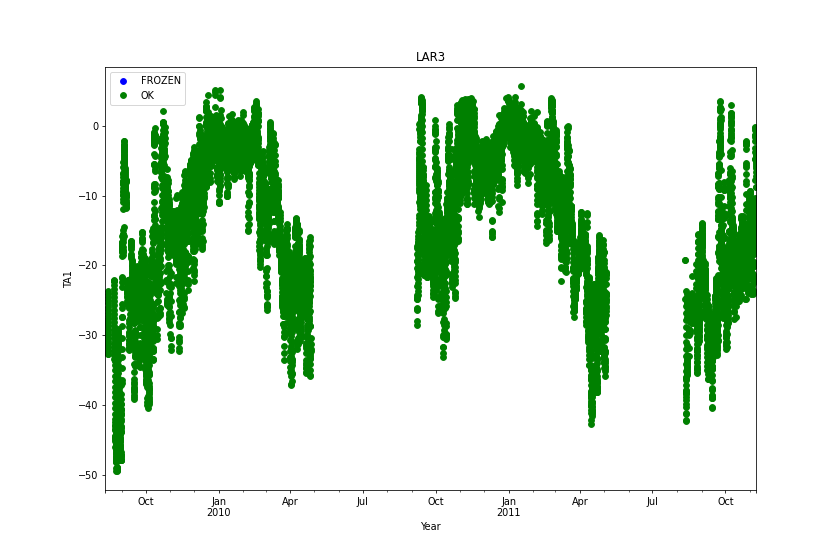 LAR3
FROZEN
OK
TA1
0
−10
−20
−30
−40
−50
Oct Jan Apr Jul Oct Jan Apr Jul Oct
2010 2011
Year